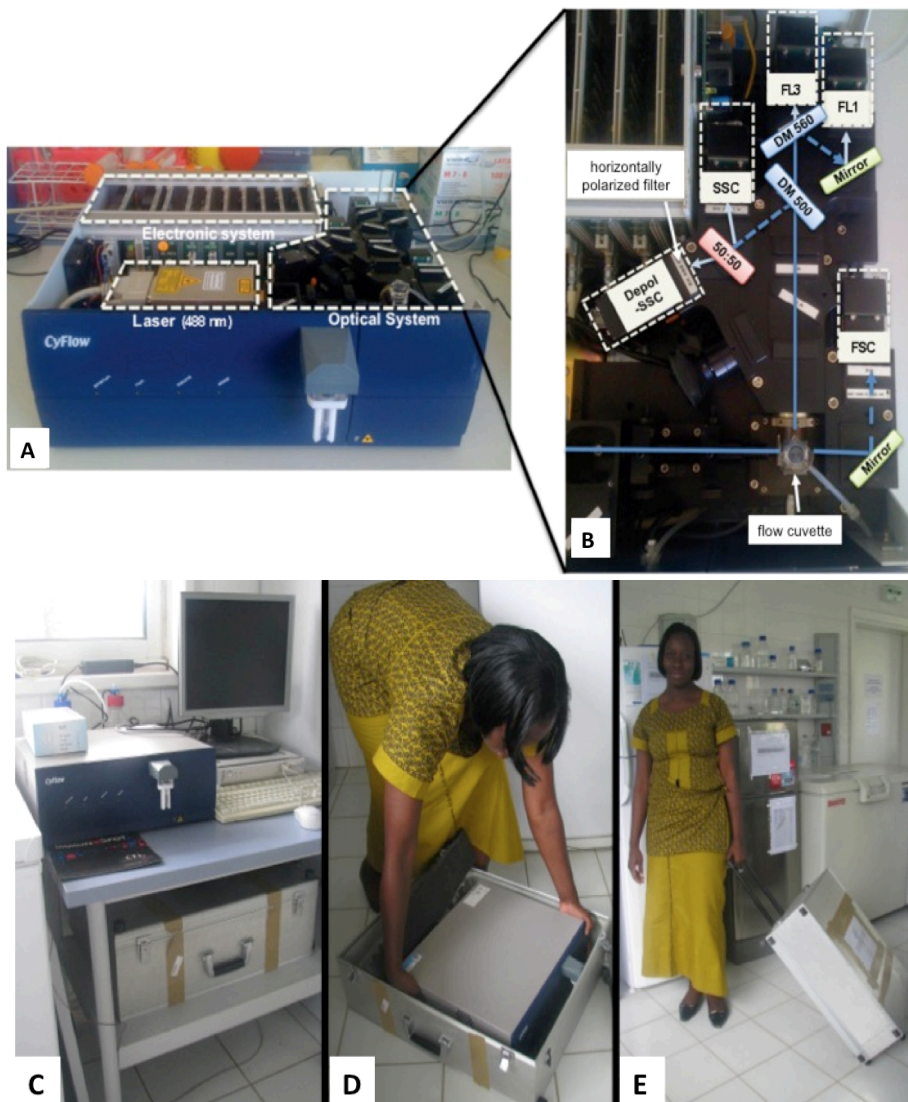 Electronic system
Laser (488 nm)
Optical System
CyFlow
A
FL3
FL1
DM 560
Mirror
horizontally
polarized filter
SSC
DM 500
50:50
Depol
-SSC
FSC
Mirror
flow cuvette
B
CyFlow
C
D
E